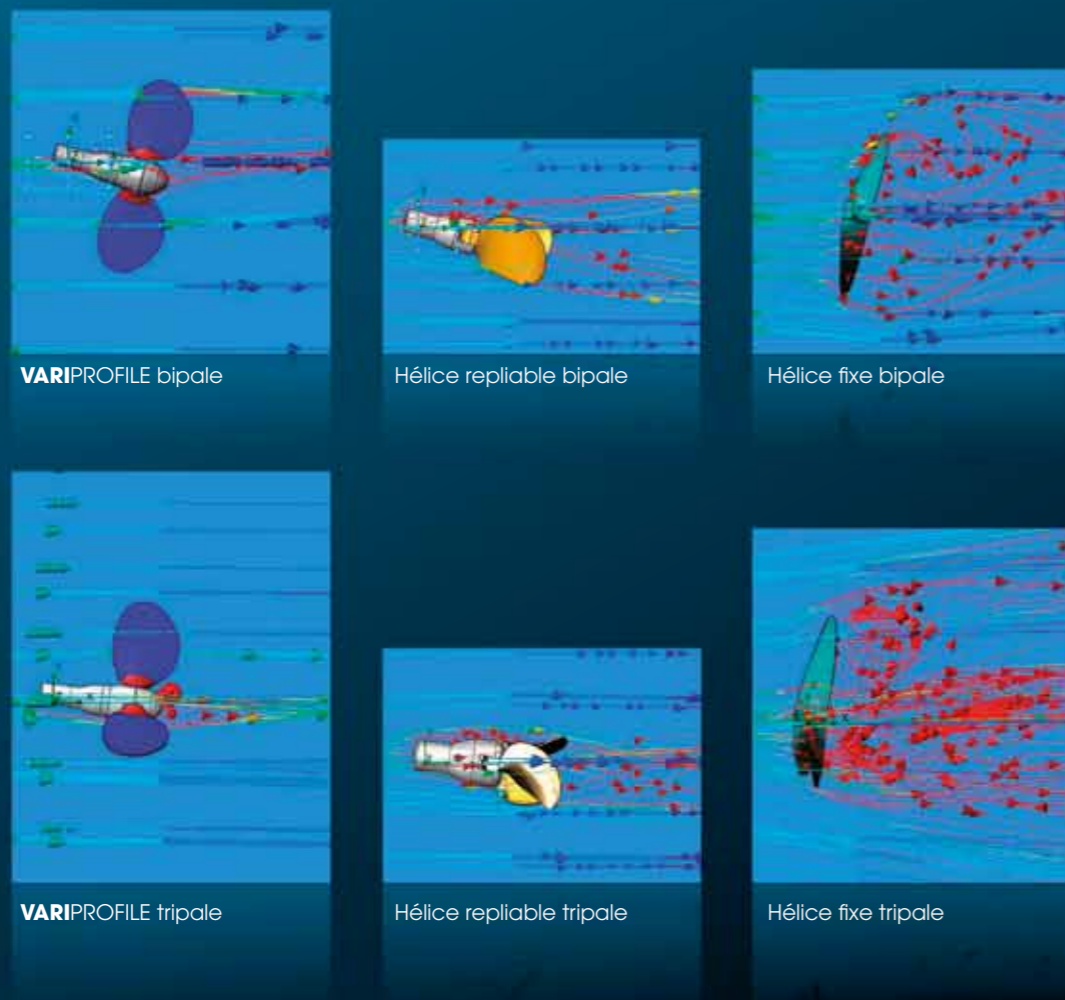 VARIPROFILE bipale
Hélice repliable bipale
Hélice fixe bipale
VARIPROFILE tripale
Hélice repliable tripale
Hélice fixe tripale